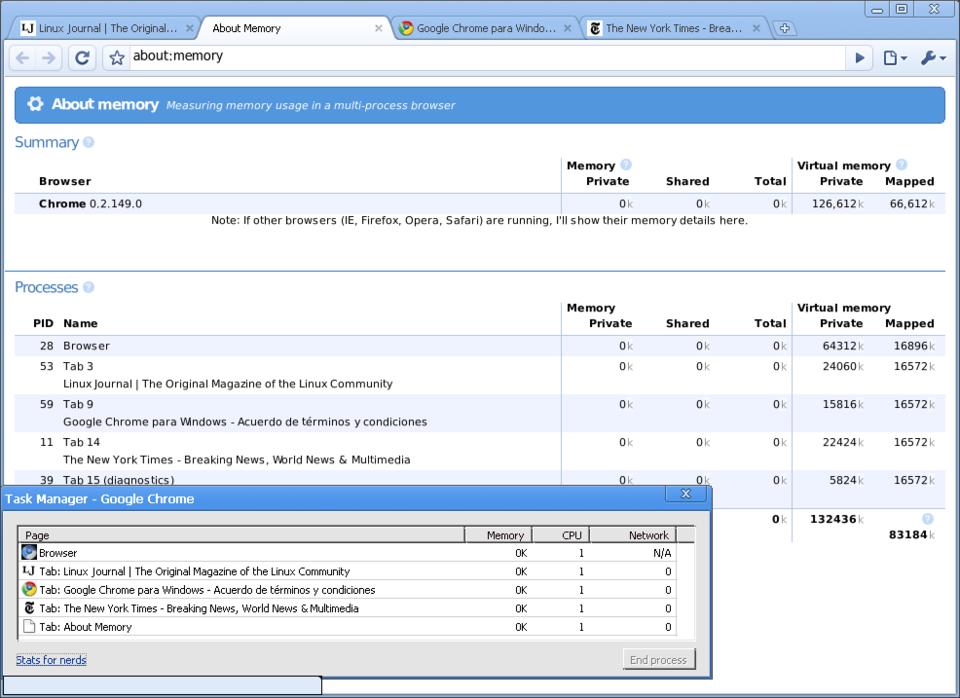 Linux Journal | The Original...
About Memory
Google Chrome para Windo...
The New York Times - Brea...
about:memory
About memory Measuring memory usage in a multi-process browser
Summary ?
Memory ? Virtual memory ?
Browser Private Shared Total Private Mapped
Chrome 0.2.149.0 0k 0k 0k 126,612k 66,612k
Note: If other browsers (IE, Firefox, Opera, Safari) are running, I'll show their memory details here.
Processes ?
Memory Virtual memory
PID Name Private Shared Total Private Mapped
28 Browser 0k 0k 0k 64312k 16896k
53 Tab 3 0k 0k 0k 24060k 16572k
Linux Journal | The Original Magazine of the Linux Community
59 Tab 9 0k 0k 0k 15816k 16572k
Google Chrome para Windows - Acuerdo de términos y condiciones
11 Tab 14 0k 0k 0k 22424k 16572k
The New York Times - Breaking News, World News & Multimedia
39 Tab 15 (diagnostics) 0k 0k 0k 5824k 16572k
0k 132436k ?
83184k
Task Manager - Google Chrome
Page Memory CPU Network
Browser 0K 1 N/A
LJ Tab: Linux Journal | The Original Magazine of the Linux Community 0K 1 0
Tab: Google Chrome para Windows - Acuerdo de términos y condiciones 0K 1 0
Tab: The New York Times - Breaking News, World News & Multimedia 0K 1 0
Tab: About Memory 0K 1 0
Stats for nerds
End process